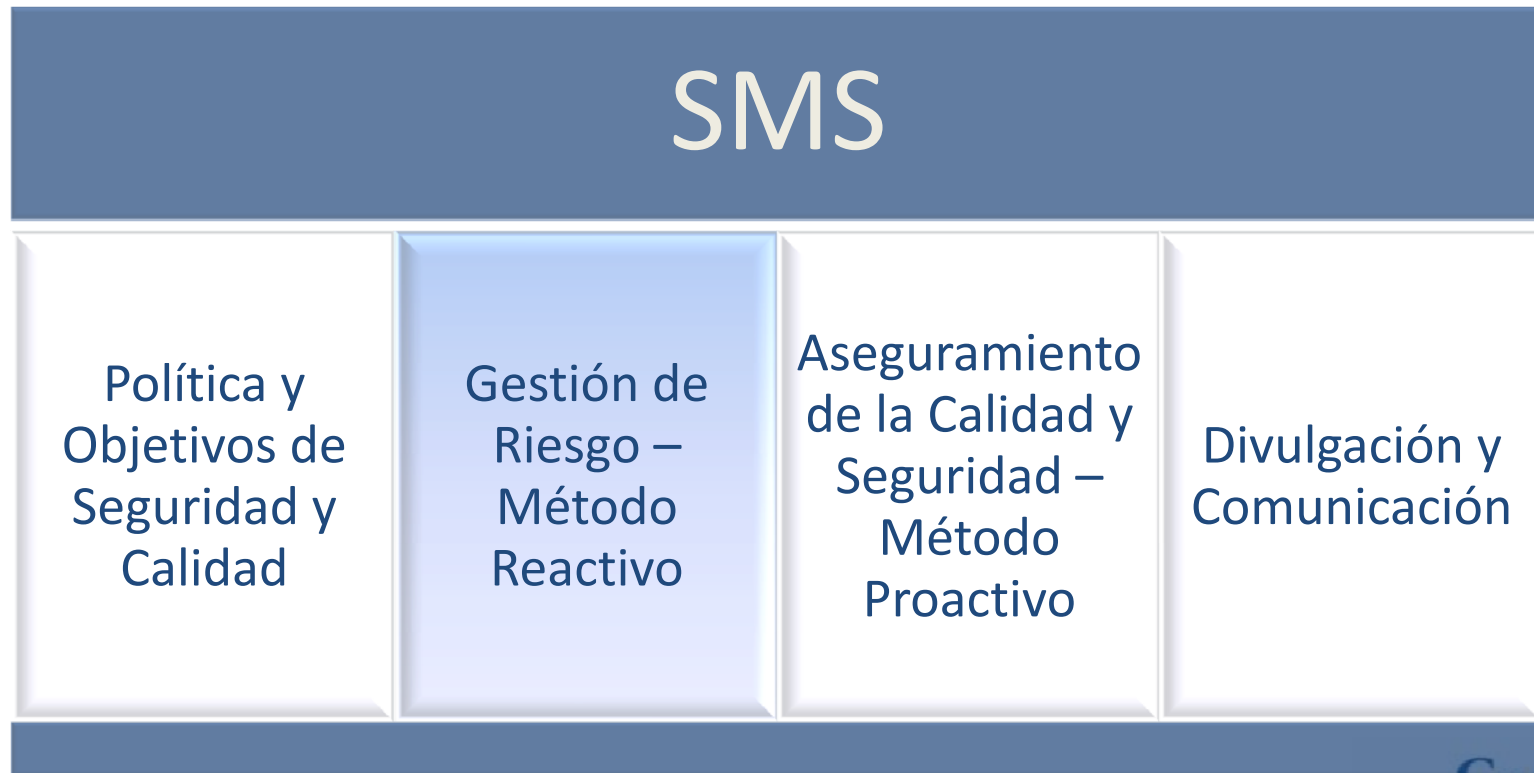 SMS
Política y
Objetivos de
Seguridad y
Calidad
Gestión de
Riesgo –
Método
Reactivo
Aseguramiento
de la Calidad y
Seguridad –
Método
Proactivo
Divulgación y
Comunicación